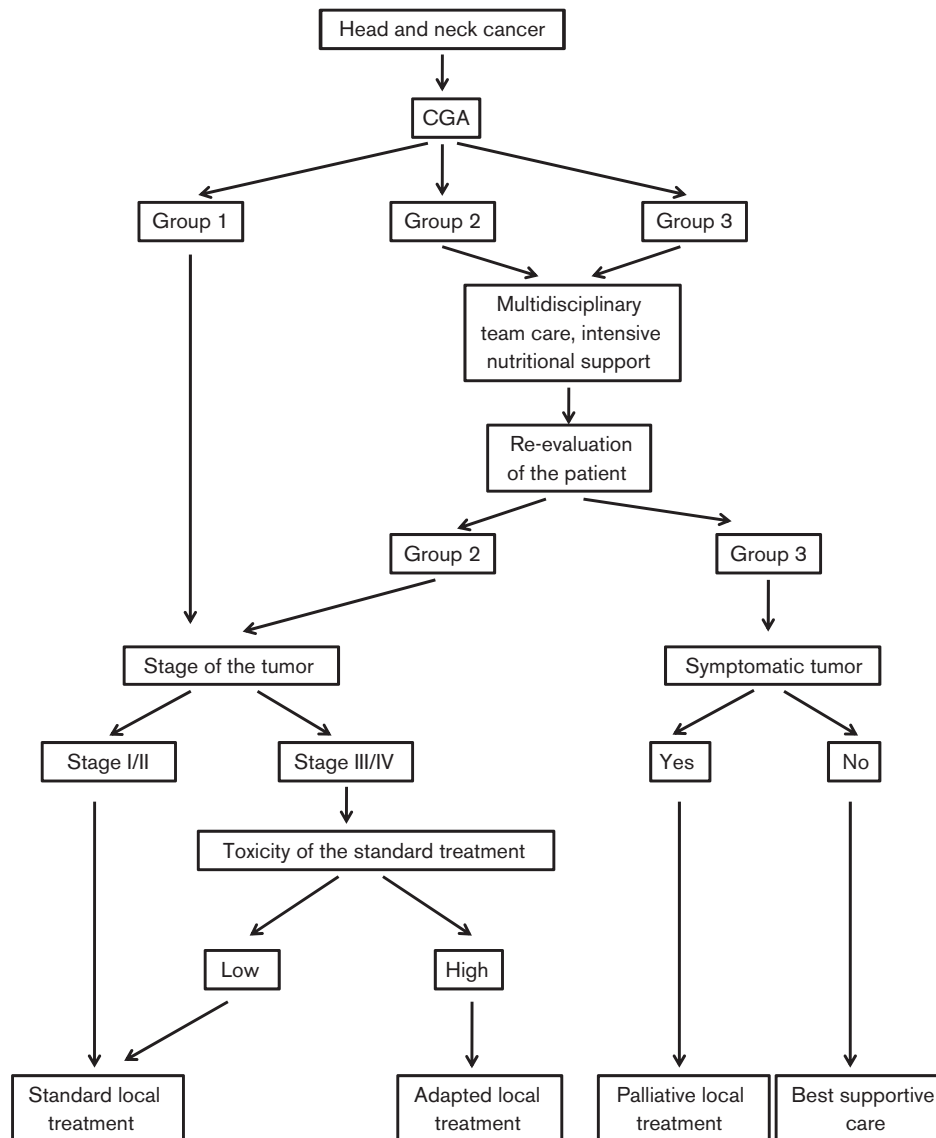 Head and neck cancer
CGA
Group 1
Group 2
Group 3
Multidisciplinary
team care, intensive
nutritional support
Re-evaluation
of the patient
Group 2
Group 3
Stage of the tumor
Symptomatic tumor
Stage I/II
Stage III/IV
Yes
No
Toxicity of the standard treatment
Low
High
Standard local
treatment
Adapted local
treatment
Palliative local
treatment
Best supportive
care